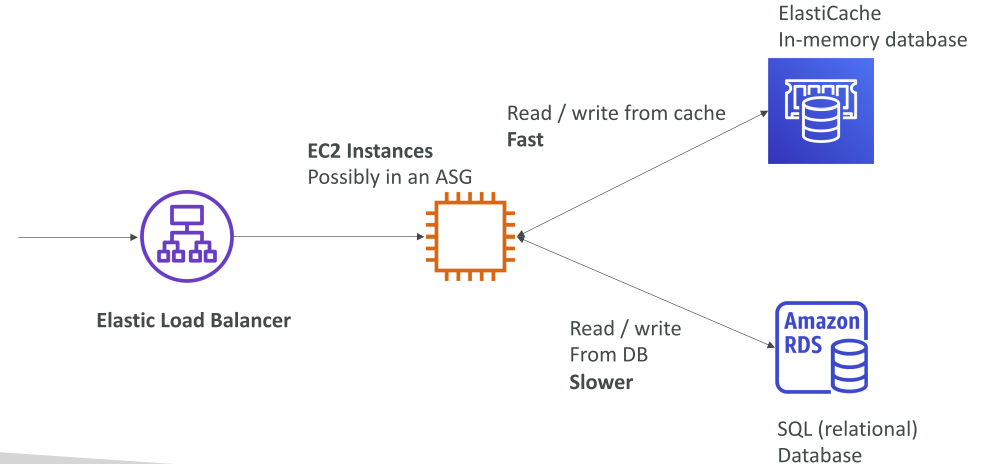 ElastiCache
In-memory database
Read / write from cache
Fast
EC2 Instances
Possibly in an ASG
Elastic Load Balancer
Read / write
From DB
Slower
Amazon
RDS
SQL (relational)
Database